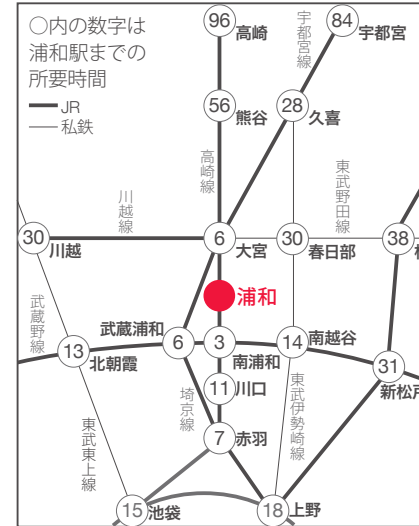 ○内の数字は
浦和駅までの
所要時間
JR
私鉄
96
高崎
宇都宮線
84
宇都宮
56
熊谷
28
久喜
高崎線
川越線
東武野田線
30
川越
6
大宮
30
春日部
38
浦和
武蔵野線
武蔵浦和
13
北朝霞
6
3
南浦和
14
南越谷
31
新松戸
11
川口
埼京線
東武伊勢崎線
東武東上線
7
赤羽
15
池袋
18
上野